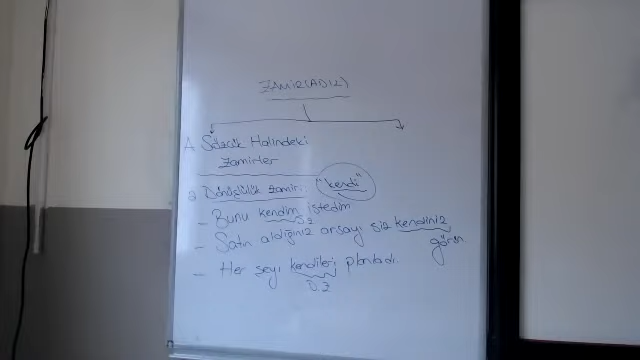 ZAMİR(ADIL)
A Sözcük Halindeki
Zamirler
a Dönüşlülük zamiri: "kendi"
- Bunu kendim istedim
D.Z
- Satın aldığınız arsayı siz kendiniz
görün
- Her şeyi kendileri planladı.
D.Z